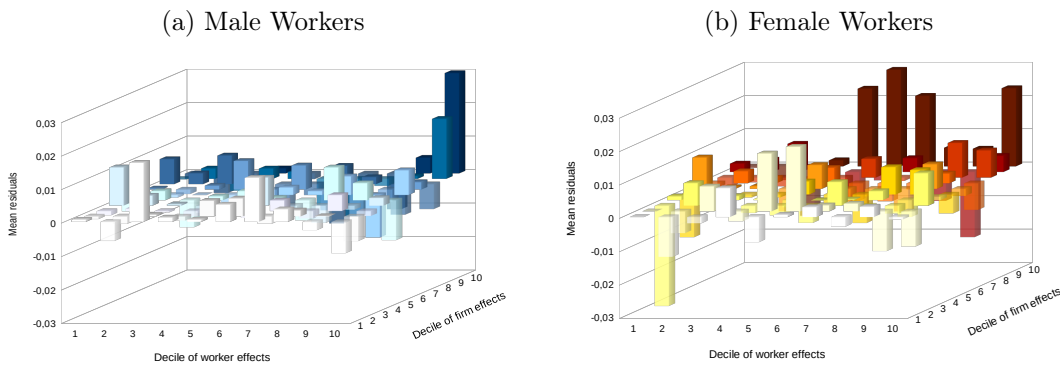 (a) Male Workers
(b) Female Workers
0,03
0,02
0,01
0
-0,01
-0,02
-0,03
Mean residuals
1 2 3 4 5 6 7 8 9 10
Decile of worker effects
1 2 3 4 5 6 7 8 9 10
Decile of firm effects
0,03
0,02
0,01
0
-0,01
-0,02
-0,03
Mean residuals
1 2 3 4 5 6 7 8 9 10
Decile of worker effects
1 2 3 4 5 6 7 8 9 10
Decile of firm effects